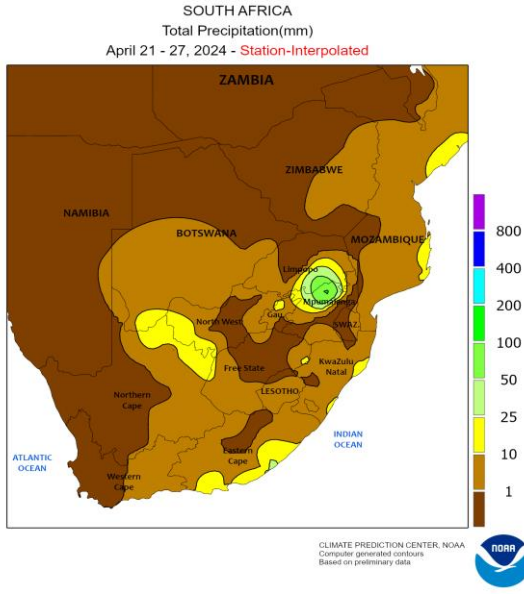 SOUTH AFRICA
Total Precipitation(mm)
April 21 - 27, 2024 - Station-Interpolated
ZAMBIA
ZIMBABWE
NAMIBIA
BOTSWANA
MOZAMBIQUE
Limpopo
Mpumalanga
North West
Gau.
SWAZ.
Free State
KwaZulu
Natal
Northern
Cape
LESOTHO
ATLANTIC
OCEAN
INDIAN
OCEAN
Eastern
Cape
Western
Cape
800
400
200
100
50
25
10
1
CLIMATE PREDICTION CENTER, NOAA
Computer generated contours
Based on preliminary data
NOAA